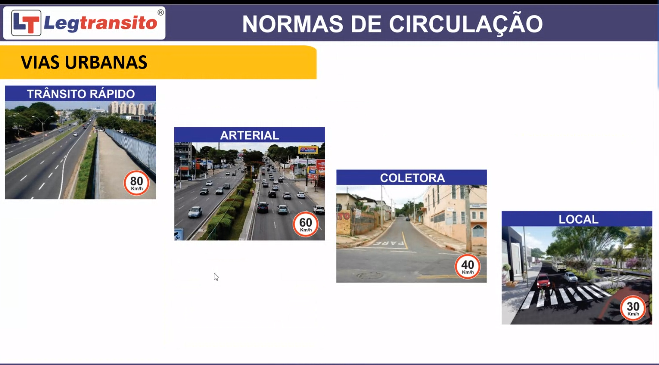 LT Legtransito®
NORMAS DE CIRCULAÇÃO
VIAS URBANAS
TRÂNSITO RÁPIDO
80
Km/h
ARTERIAL
60
Km/h
COLETORA
PARE
40
Km/h
LOCAL
30
Km/h